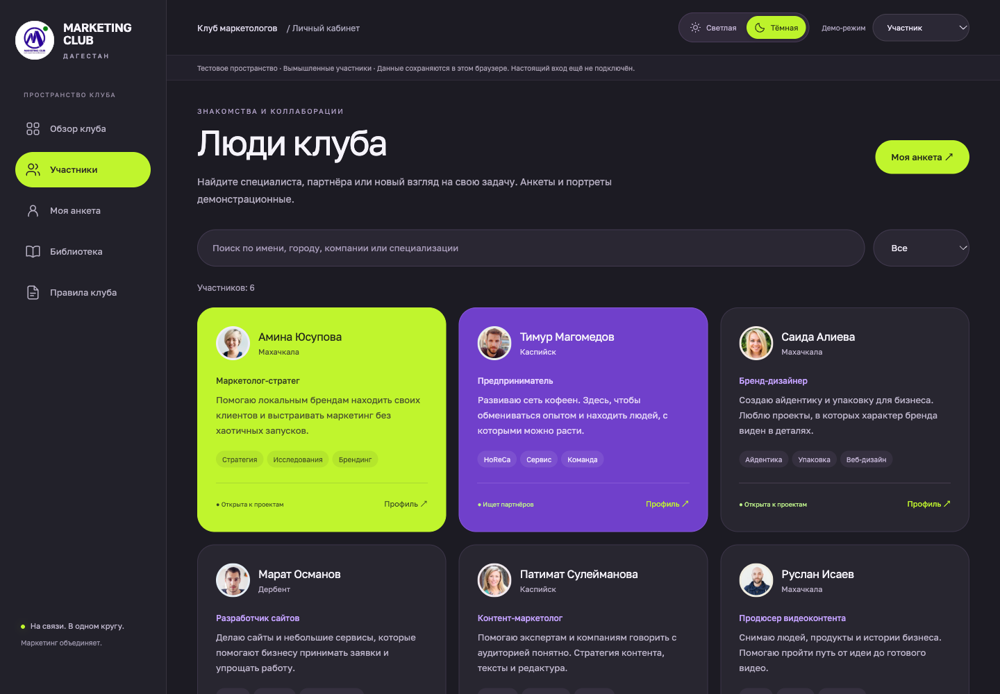 MARKETING
CLUB
ДАГЕСТАН
MARKETING CLUB
ПРОСТРАНСТВО КЛУБА
Обзор клуба
Участники
Моя анкета
Библиотека
Правила клуба
На связи. В одном кругу.
Маркетинг объединяет.
Клуб маркетологов / Личный кабинет
Светлая
Тёмная
Демо-режим
Участник
Тестовое пространство · Вымышленные участники · Данные сохраняются в этом браузере. Настоящий вход ещё не подключён.
ЗНАКОМСТВА И КОЛЛАБОРАЦИИ
Люди клуба
Найдите специалиста, партнёра или новый взгляд на свою задачу. Анкеты и портреты
демонстрационные.
Моя анкета ↗
Поиск по имени, городу, компании или специализации
Все
Участников: 6
Амина Юсупова
Махачкала
Маркетолог-стратег
Помогаю локальным брендам находить своих
клиентов и выстраивать маркетинг без
хаотичных запусков.
Стратегия Исследования Брендинг
● Открыта к проектам
Профиль ↗
Тимур Магомедов
Каспийск
Предприниматель
Развиваю сеть кофеен. Здесь, чтобы
обмениваться опытом и находить людей, с
которыми можно расти.
HoReCa Сервис Команда
● Ищет партнёров
Профиль ↗
Саида Алиева
Махачкала
Бренд-дизайнер
Создаю айдентику и упаковку для бизнеса.
Люблю проекты, в которых характер бренда
виден в деталях.
Айдентика Упаковка Веб-дизайн
● Открыта к проектам
Профиль ↗
Марат Османов
Дербент
Разработчик сайтов
Делаю сайты и небольшие сервисы, которые
помогают бизнесу принимать заявки и
упрощать работу.
Патимат Сулейманова
Каспийск
Контент-маркетолог
Помогаю экспертам и компаниям говорить с
аудиторией понятно. Стратегия контента,
тексты и редактура.
Руслан Исаев
Махачкала
Продюсер видеоконтента
Снимаю людей, продукты и истории бизнеса.
Помогаю пройти путь от идеи до готового
видео.